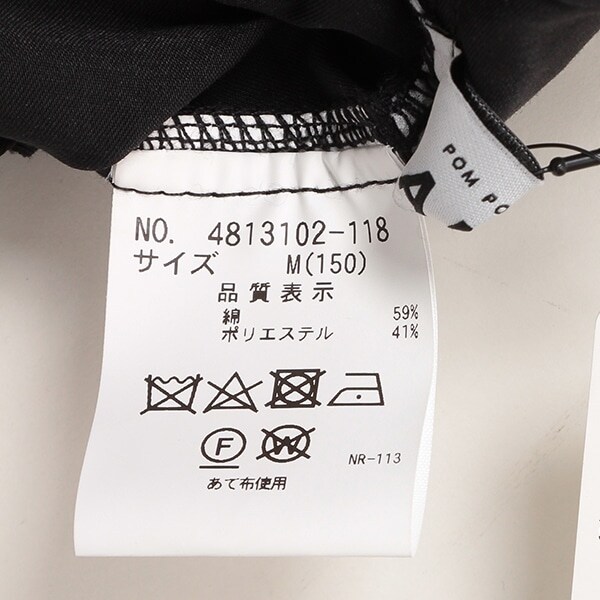 NO. 4813102-118
サイズ M(150)
品質表示
綿 59%
ポリエステル 41%
F
W
NR-113
あて布使用
POM PO